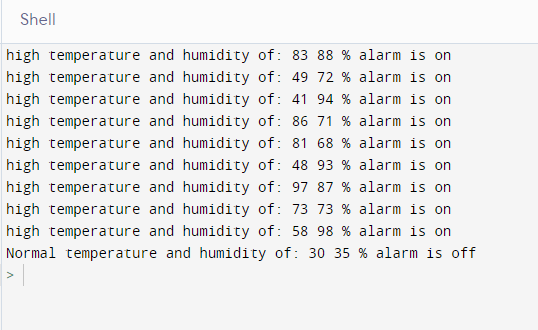 Shell
high temperature and humidity of: 83 88 % alarm is on
high temperature and humidity of: 49 72 % alarm is on
high temperature and humidity of: 41 94 % alarm is on
high temperature and humidity of: 86 71 % alarm is on
high temperature and humidity of: 81 68 % alarm is on
high temperature and humidity of: 48 93 % alarm is on
high temperature and humidity of: 97 87 % alarm is on
high temperature and humidity of: 73 73 % alarm is on
high temperature and humidity of: 58 98 % alarm is on
Normal temperature and humidity of: 30 35 % alarm is off
>